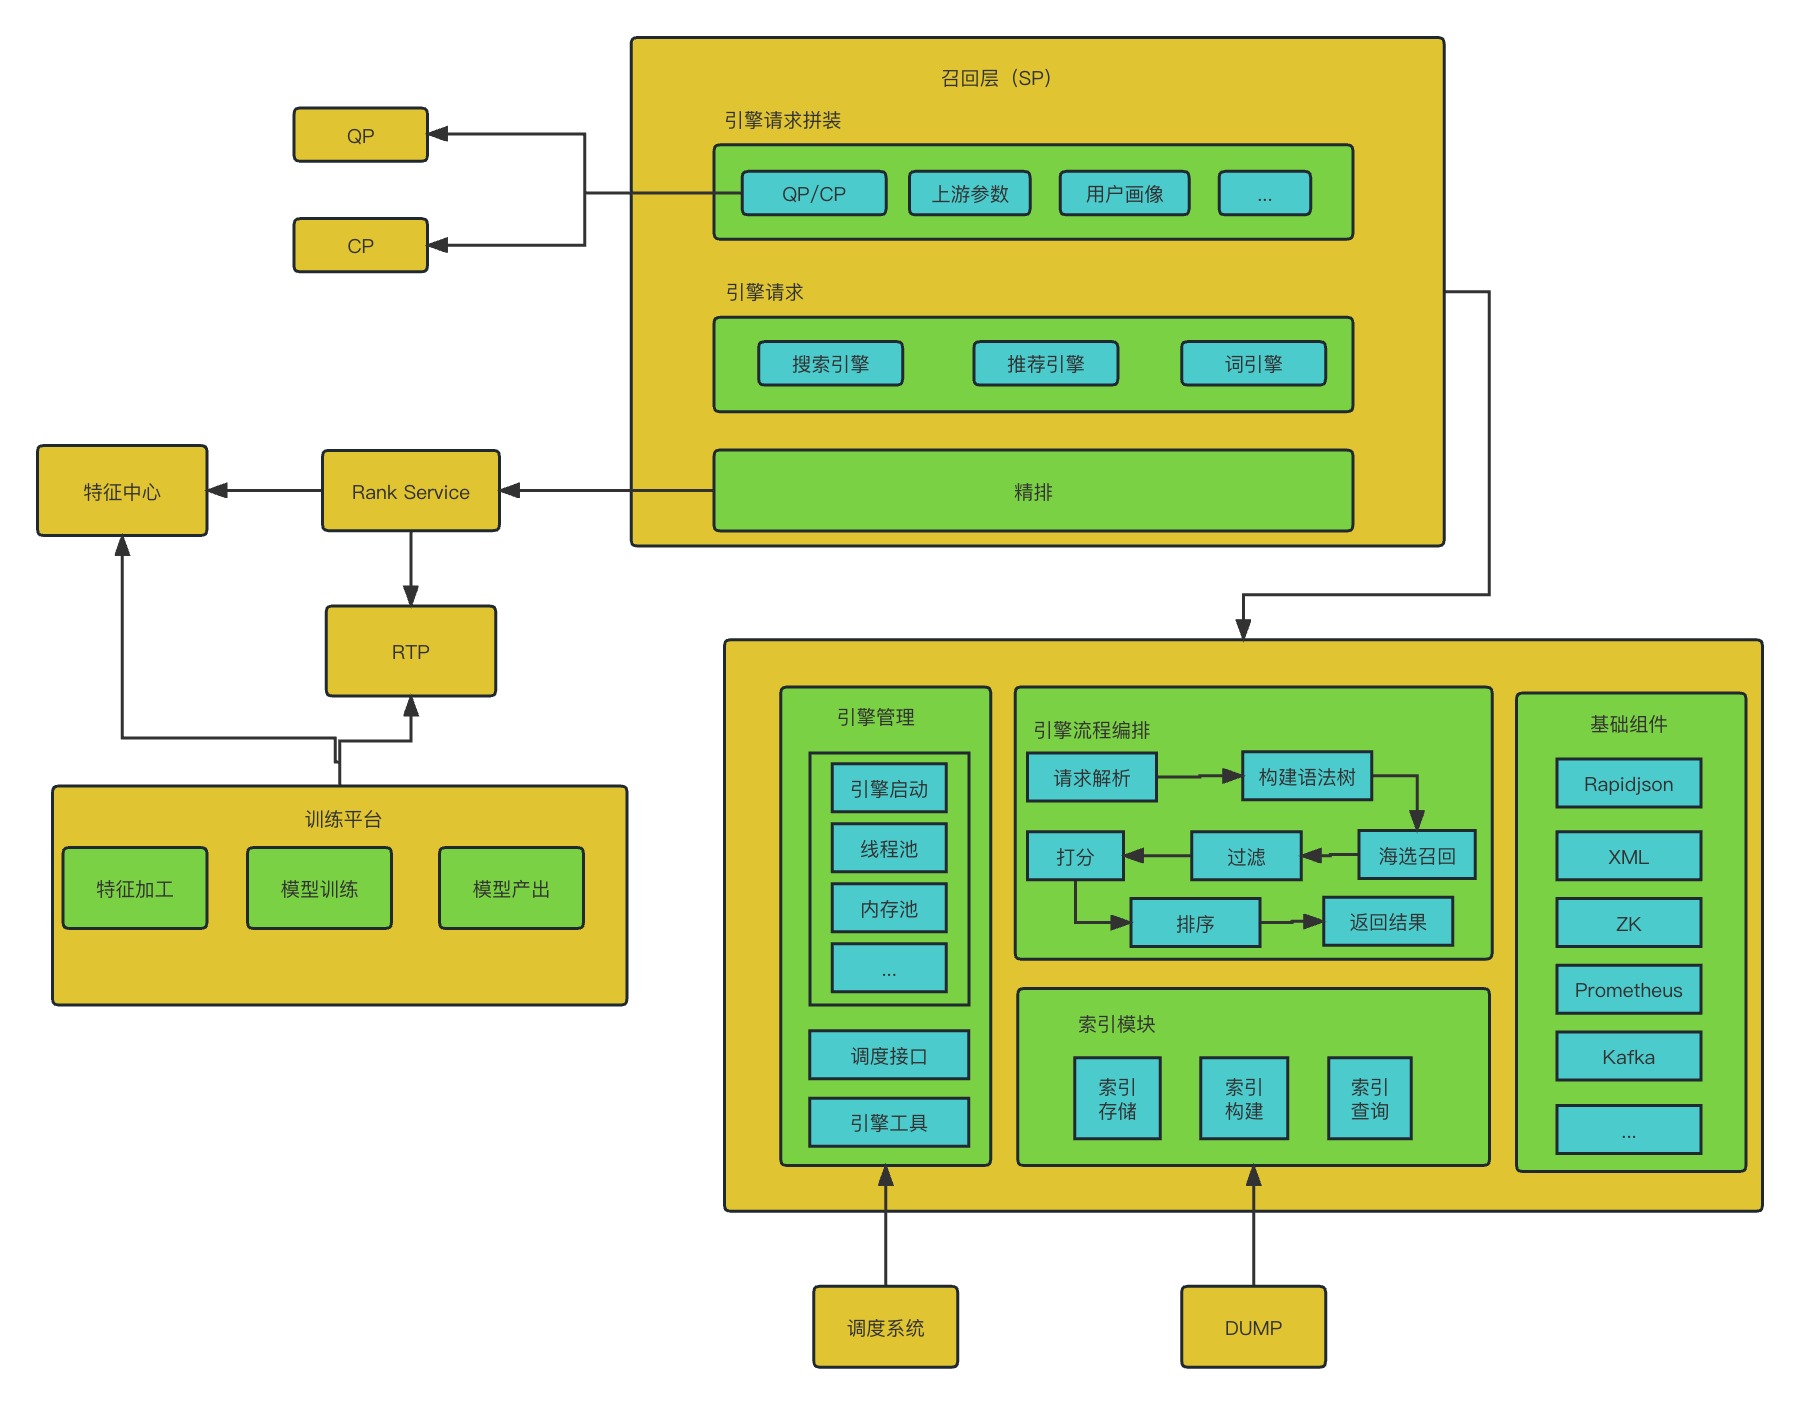 召回层（SP）
引擎请求拼装
QP
QP/CP
上游参数
用户画像
...
CP
引擎请求
搜索引擎
推荐引擎
词引擎
特征中心
Rank Service
精排
RTP
训练平台
特征加工
模型训练
模型产出
引擎管理
引擎启动
线程池
内存池
...
调度接口
引擎工具
引擎流程编排
请求解析
构建语法树
打分
过滤
海选召回
排序
返回结果
索引模块
索引
存储
索引
构建
索引
查询
基础组件
Rapidjson
XML
ZK
Prometheus
Kafka
...
调度系统
DUMP